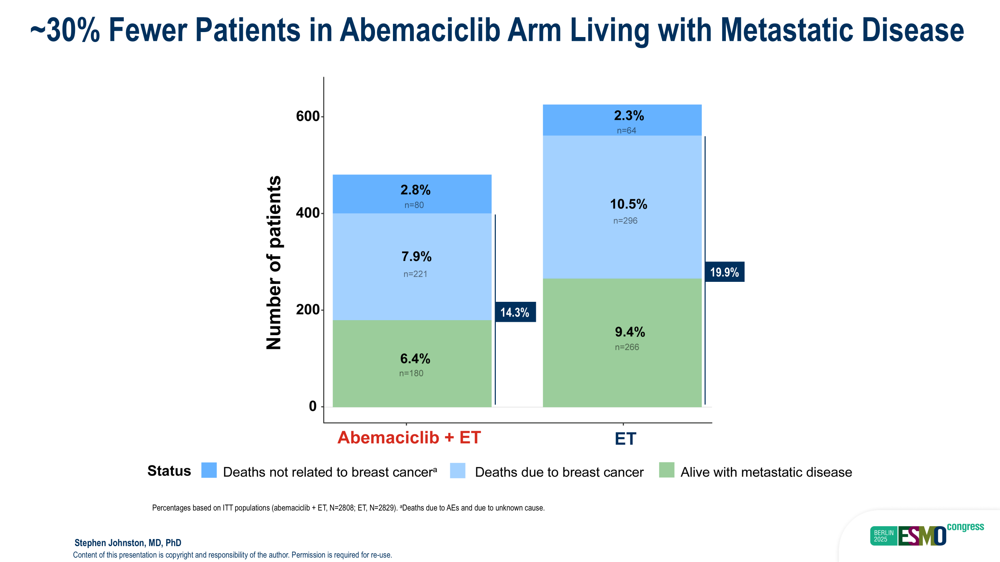 ~30% Fewer Patients in Abemaciclib Arm Living with Metastatic Disease
Number of patients
600
400
200
0
2.8%
n=80
7.9%
n=221
6.4%
n=180
14.3%
2.3%
n=64
10.5%
n=296
9.4%
n=266
19.9%
Abemaciclib + ET
ET
Status Deaths not related to breast cancerᵃ Deaths due to breast cancer Alive with metastatic disease
Percentages based on ITT populations (abemaciclib + ET, N=2808; ET, N=2829). ᵃDeaths due to AEs and due to unknown cause.
Stephen Johnston, MD, PhD
Content of this presentation is copyright and responsibility of the author. Permission is required for re-use.
BERLIN
2025
ESMO congress